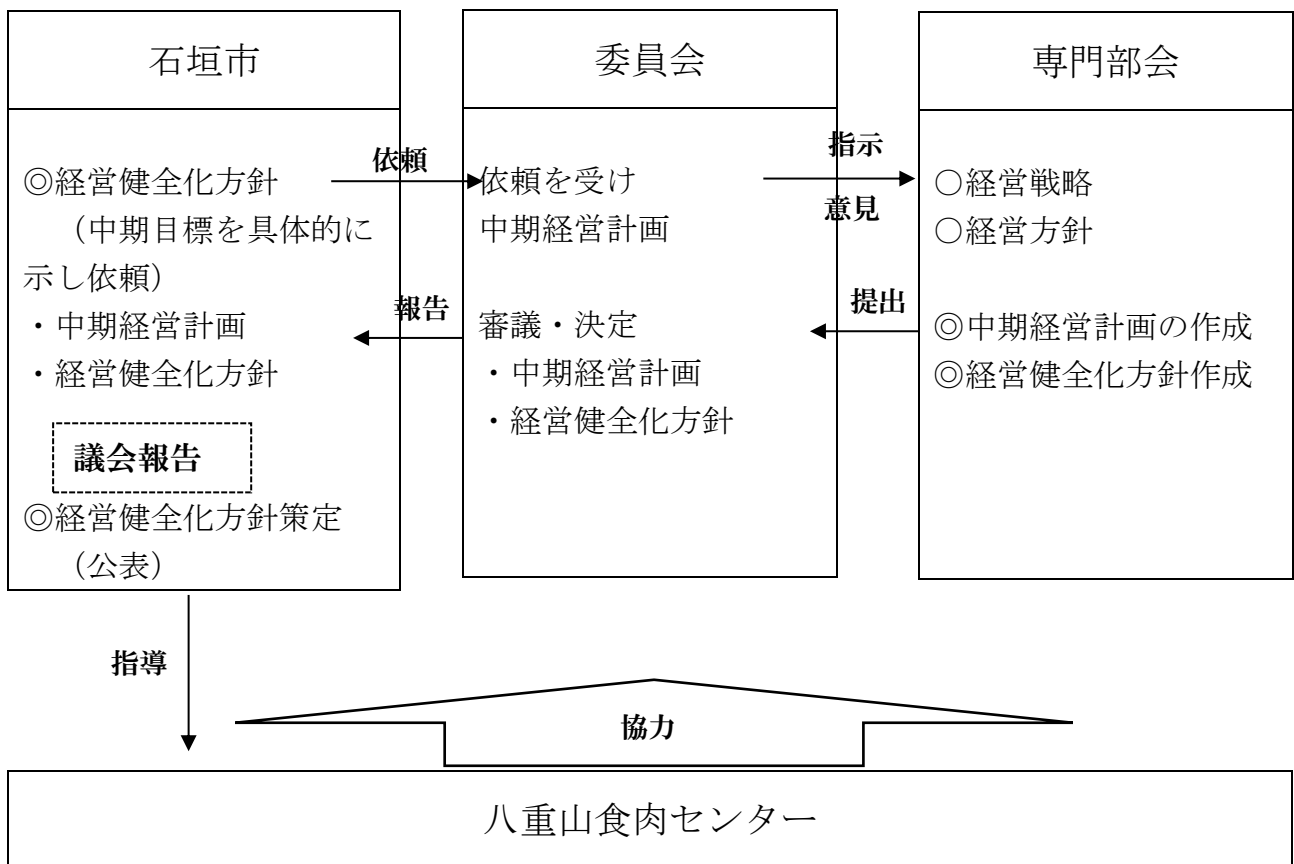 石垣市
◎経営健全化方針
（中期目標を具体的に
示し依頼）
・中期経営計画
・経営健全化方針
議会報告
◎経営健全化方針策定
（公表）
依頼
報告
委員会
依頼を受け
中期経営計画
審議・決定
・中期経営計画
・経営健全化方針
指示
意見
提出
専門部会
○経営戦略
○経営方針
◎中期経営計画の作成
◎経営健全化方針作成
指導
協力
八重山食肉センター